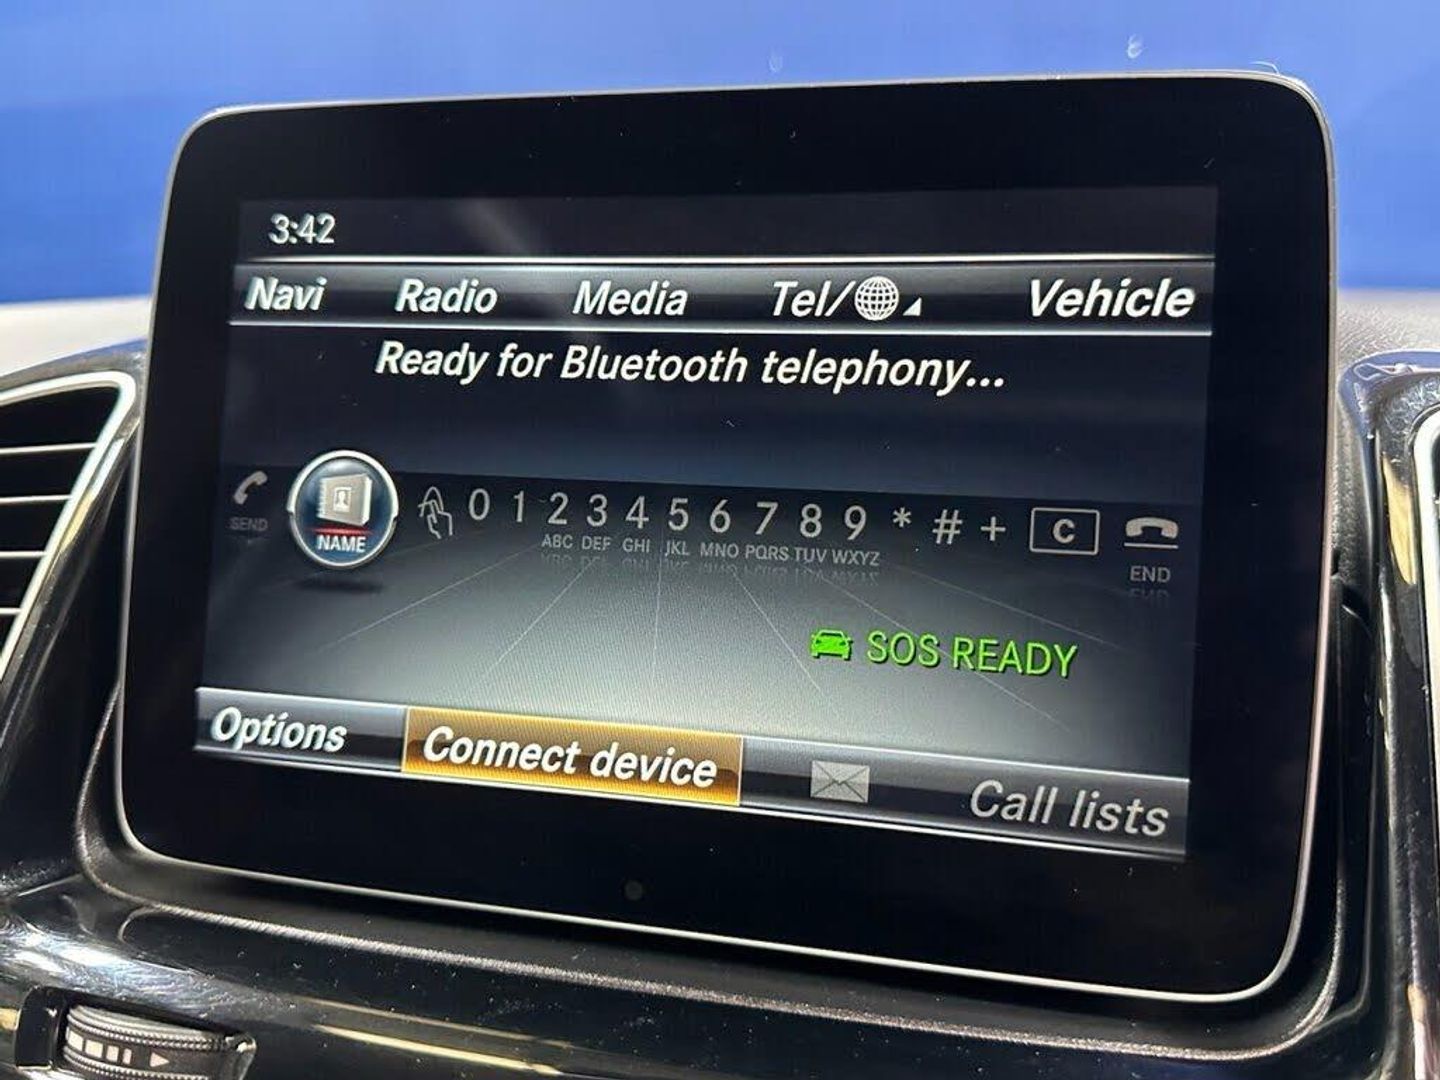 3:42
Navi Radio Media Tel/ Vehicle
Ready for Bluetooth telephony...
SEND NAME 0 1 2 3 4 5 6 7 8 9 * # + C END
ABC DEF GHI JKL MNO PQRS TUV WXYZ
SOS READY
Options Connect device Call lists